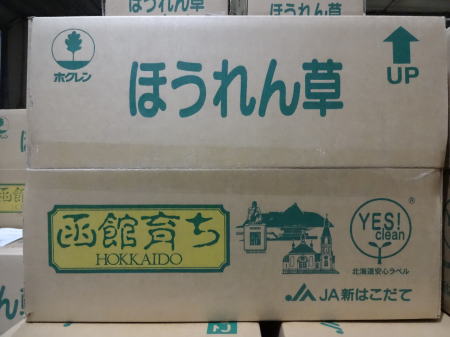 ホクレン
ほうれん草
UP
函館育ち
HOKKAIDO
YES!
clean
®
北海道安心ラベル
JA新はこだて